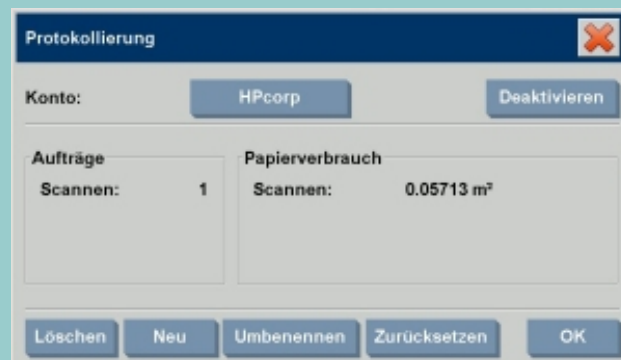 Protokollierung
Konto: HPcorp Deaktivieren
Aufträge Papierverbrauch
Scannen: 1 Scannen: 0.05713 m²
Löschen Neu Umbenennen Zurücksetzen OK